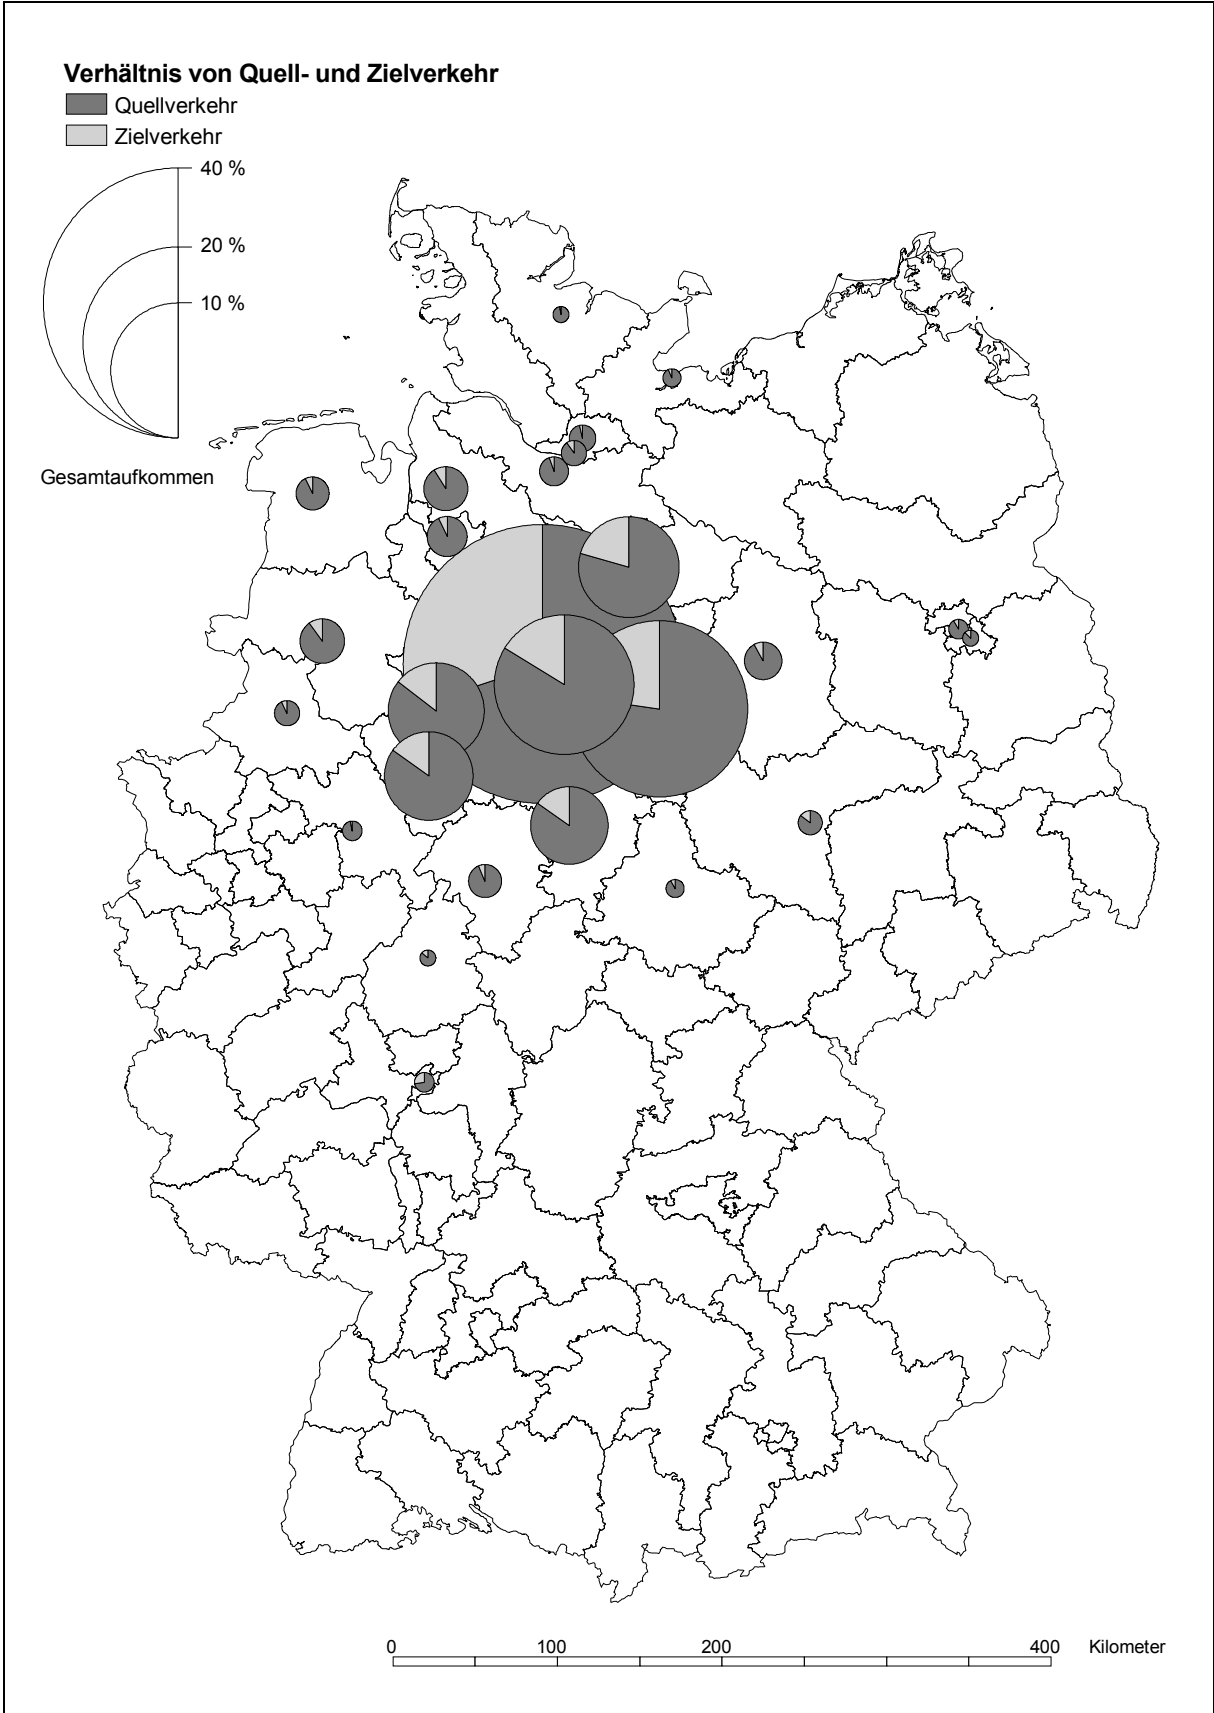 Verhältnis von Quell- und Zielverkehr
Quellverkehr
Zielverkehr
40 %
20 %
10 %
Gesamtaufkommen
0 100 200 400 Kilometer